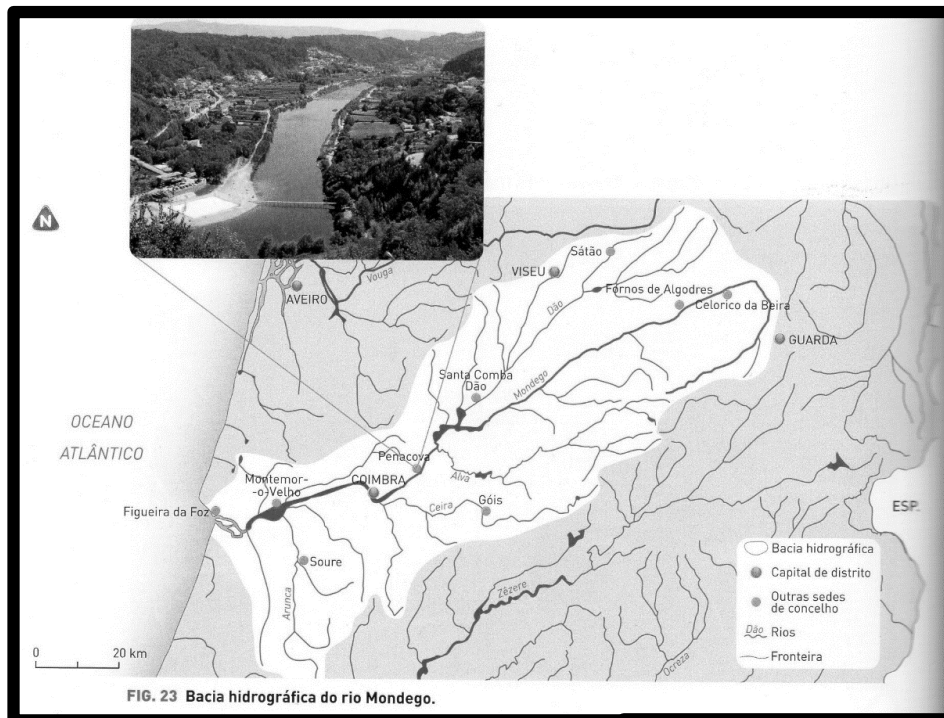 N
Sátão
VISEU
Vouga
AVEIRO
Dão
Fornos de Algodres
Celorico da Beira
GUARDA
Santa Comba
Dão
Mondego
OCEANO
ATLÂNTICO
Penacova
Alva
Montemor-
-o-Velho
COIMBRA
Góis
Ceira
Figueira da Foz
ESP.
Soure
Arunca
Zêzere
Ocreza
Bacia hidrográfica
Capital de distrito
Outras sedes
de concelho
Dão Rios
Fronteira
0 20 km
FIG. 23 Bacia hidrográfica do rio Mondego.